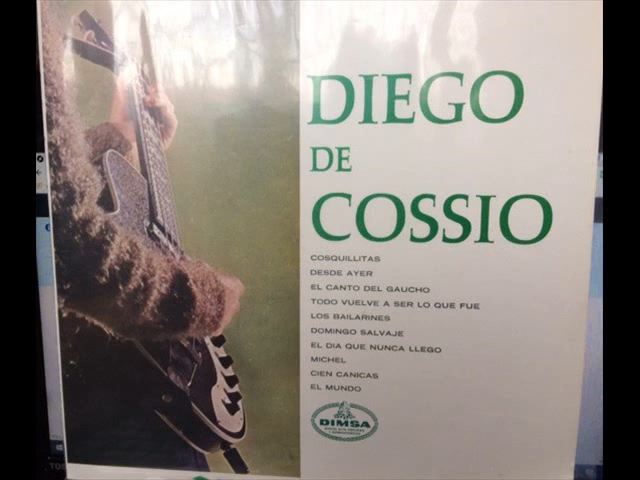 DIEGO
DE
COSSIO
COSQUILLITAS
DESDE AYER
EL CANTO DEL GAUCHO
TODO VUELVE A SER LO QUE FUE
LOS BAILARINES
DOMINGO SALVAJE
EL DIA QUE NUNCA LLEGO
MICHEL
CIEN CANICAS
EL MUNDO
DIMSA